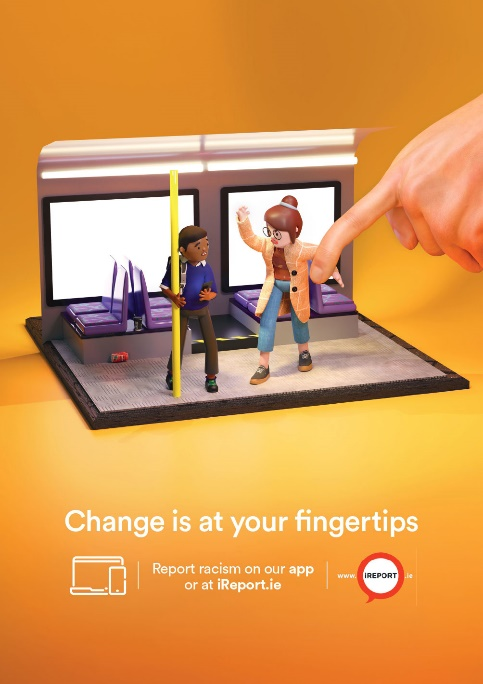 Change is at your fingertips
Report racism on our app
or at iReport.ie
www. IREPORT .ie